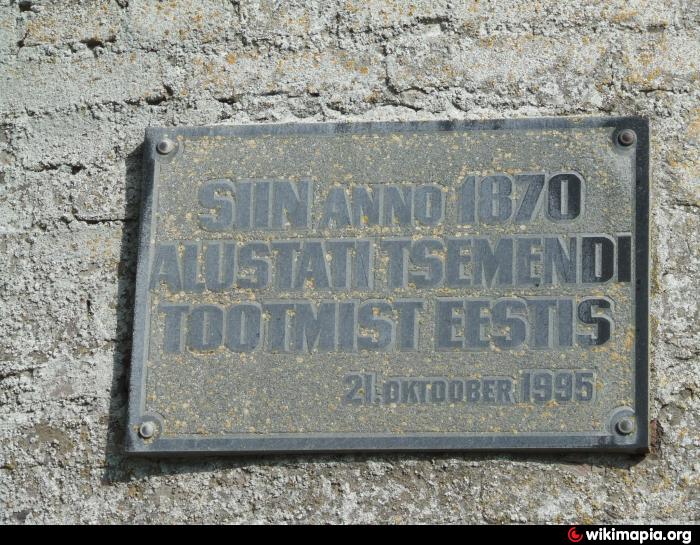 SIIN ANNO 1870
ALUSTATI TSEMENDI
TOOTMIST EESTIS
21. OKTOOBER 1995
wikimapia.org